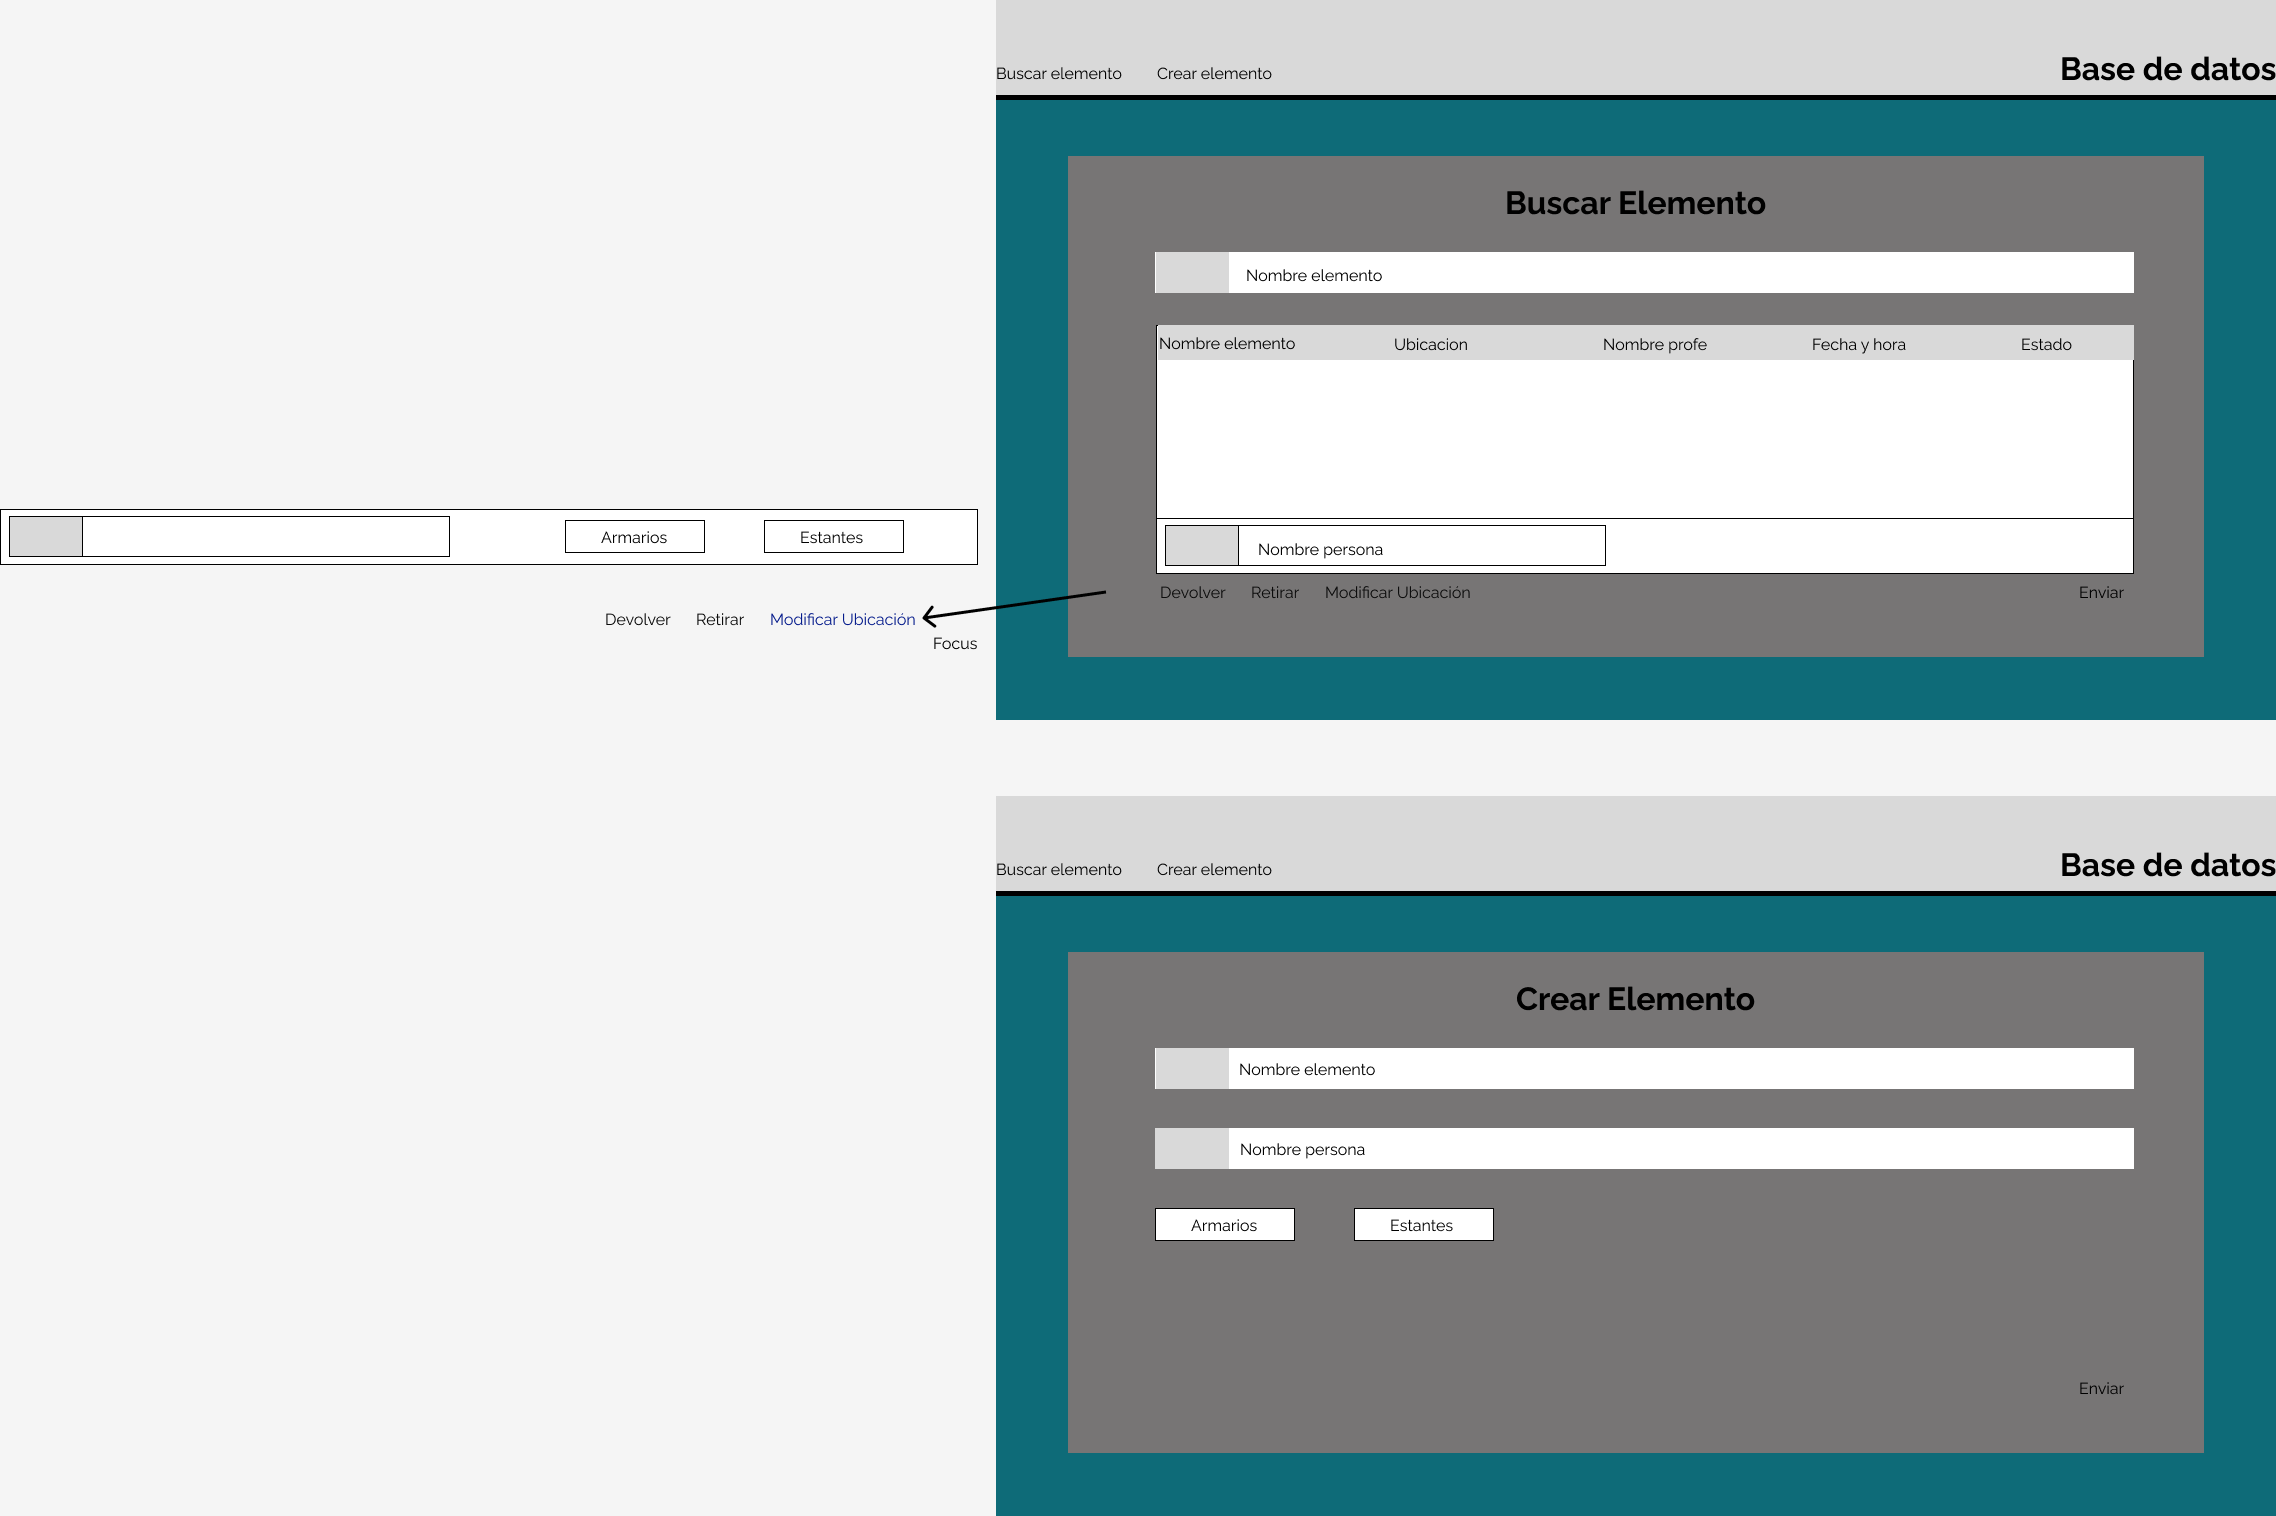 Buscar elemento Crear elemento Base de datos
Buscar Elemento
Nombre elemento
Nombre elemento Ubicacion Nombre profe Fecha y hora Estado
Nombre persona
Devolver Retirar Modificar Ubicación Enviar
Armarios Estantes
Devolver Retirar Modificar Ubicación
Focus
Buscar elemento Crear elemento Base de datos
Crear Elemento
Nombre elemento
Nombre persona
Armarios Estantes
Enviar